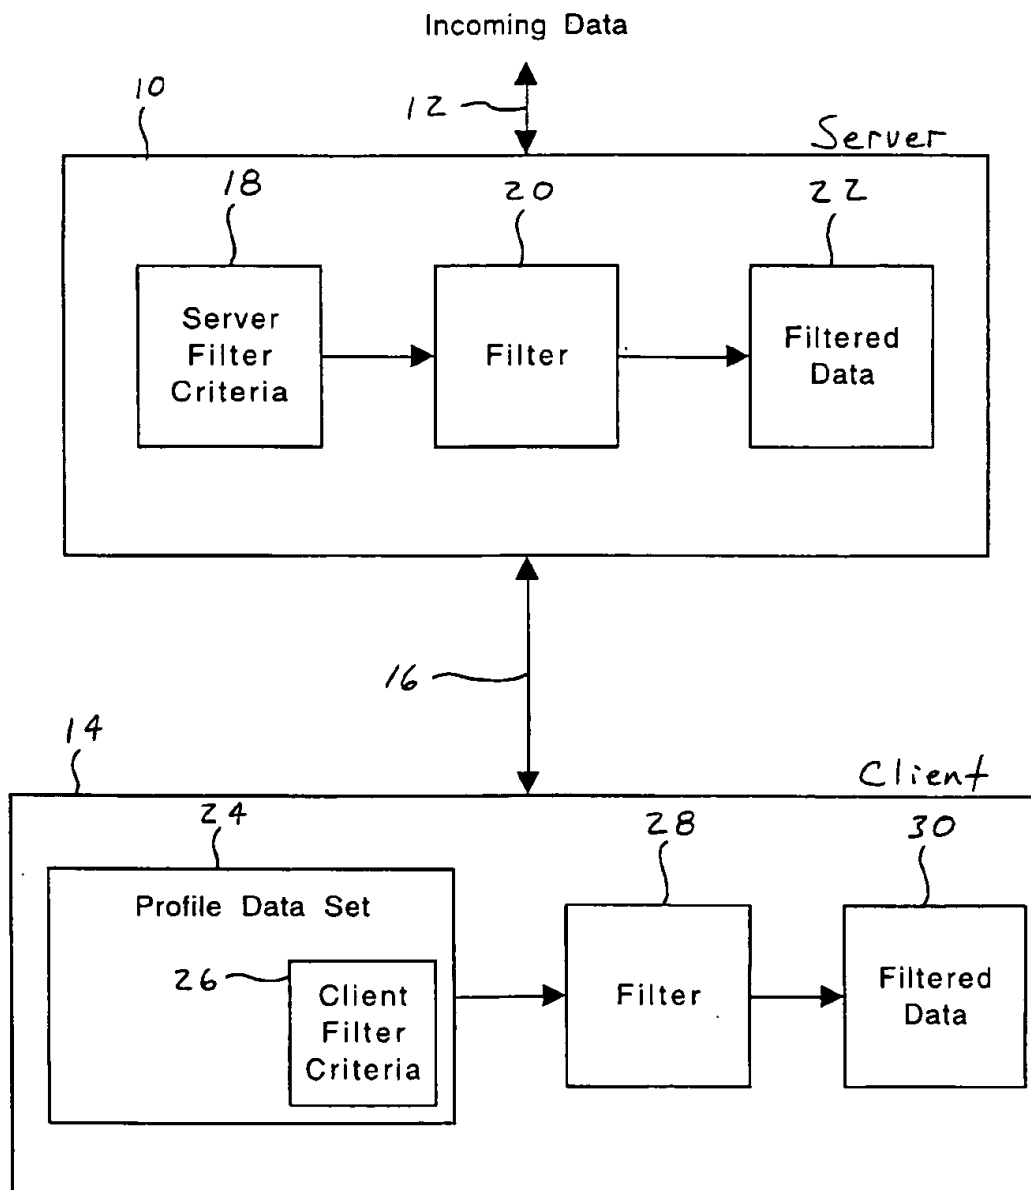 Incoming Data
10
12
Server
18
20
22
Server
Filter
Criteria
Filter
Filtered
Data
16
14
Client
24
28
30
Profile Data Set
26
Client
Filter
Criteria
Filter
Filtered
Data